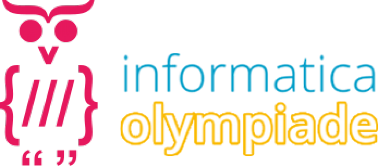 {///}
informatica
olympiade
“ ”